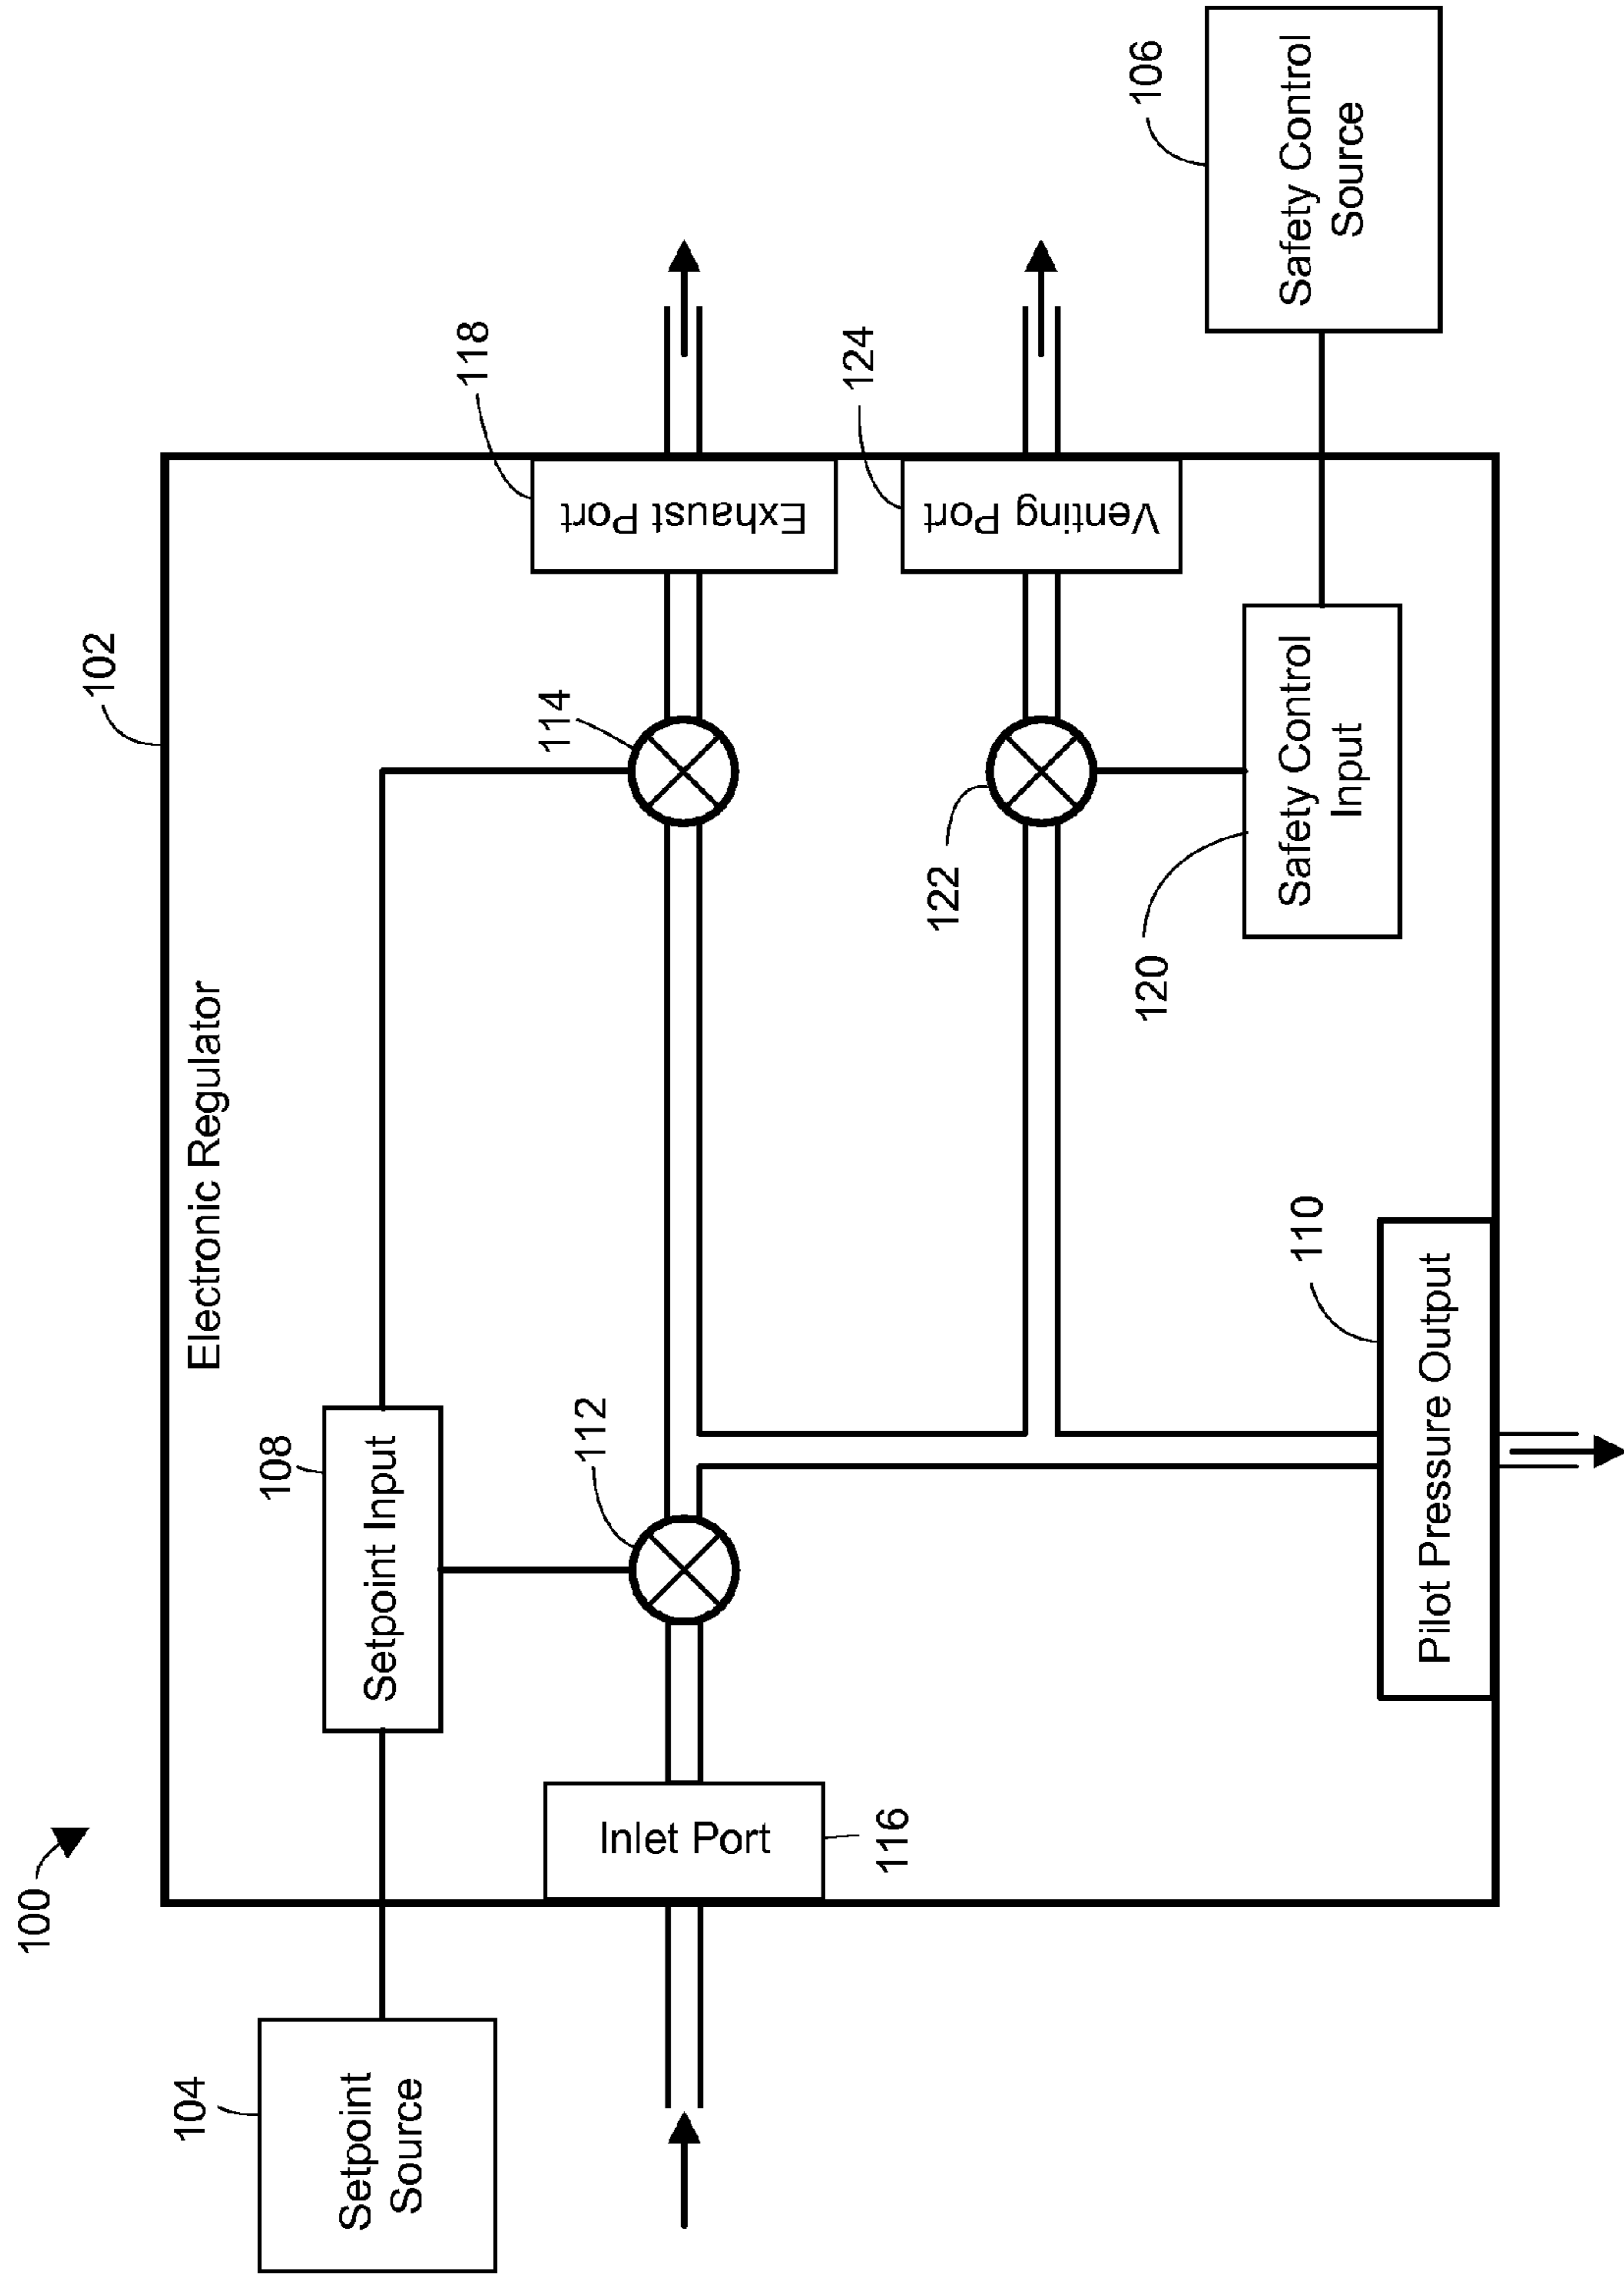 100
102
Electronic Regulator
104
Setpoint
Source
108
Setpoint Input
112
114
118
Exhaust Port
Inlet Port
116
122
124
Venting Port
106
Safety Control
Source
120
Safety Control
Input
110
Pilot Pressure Output